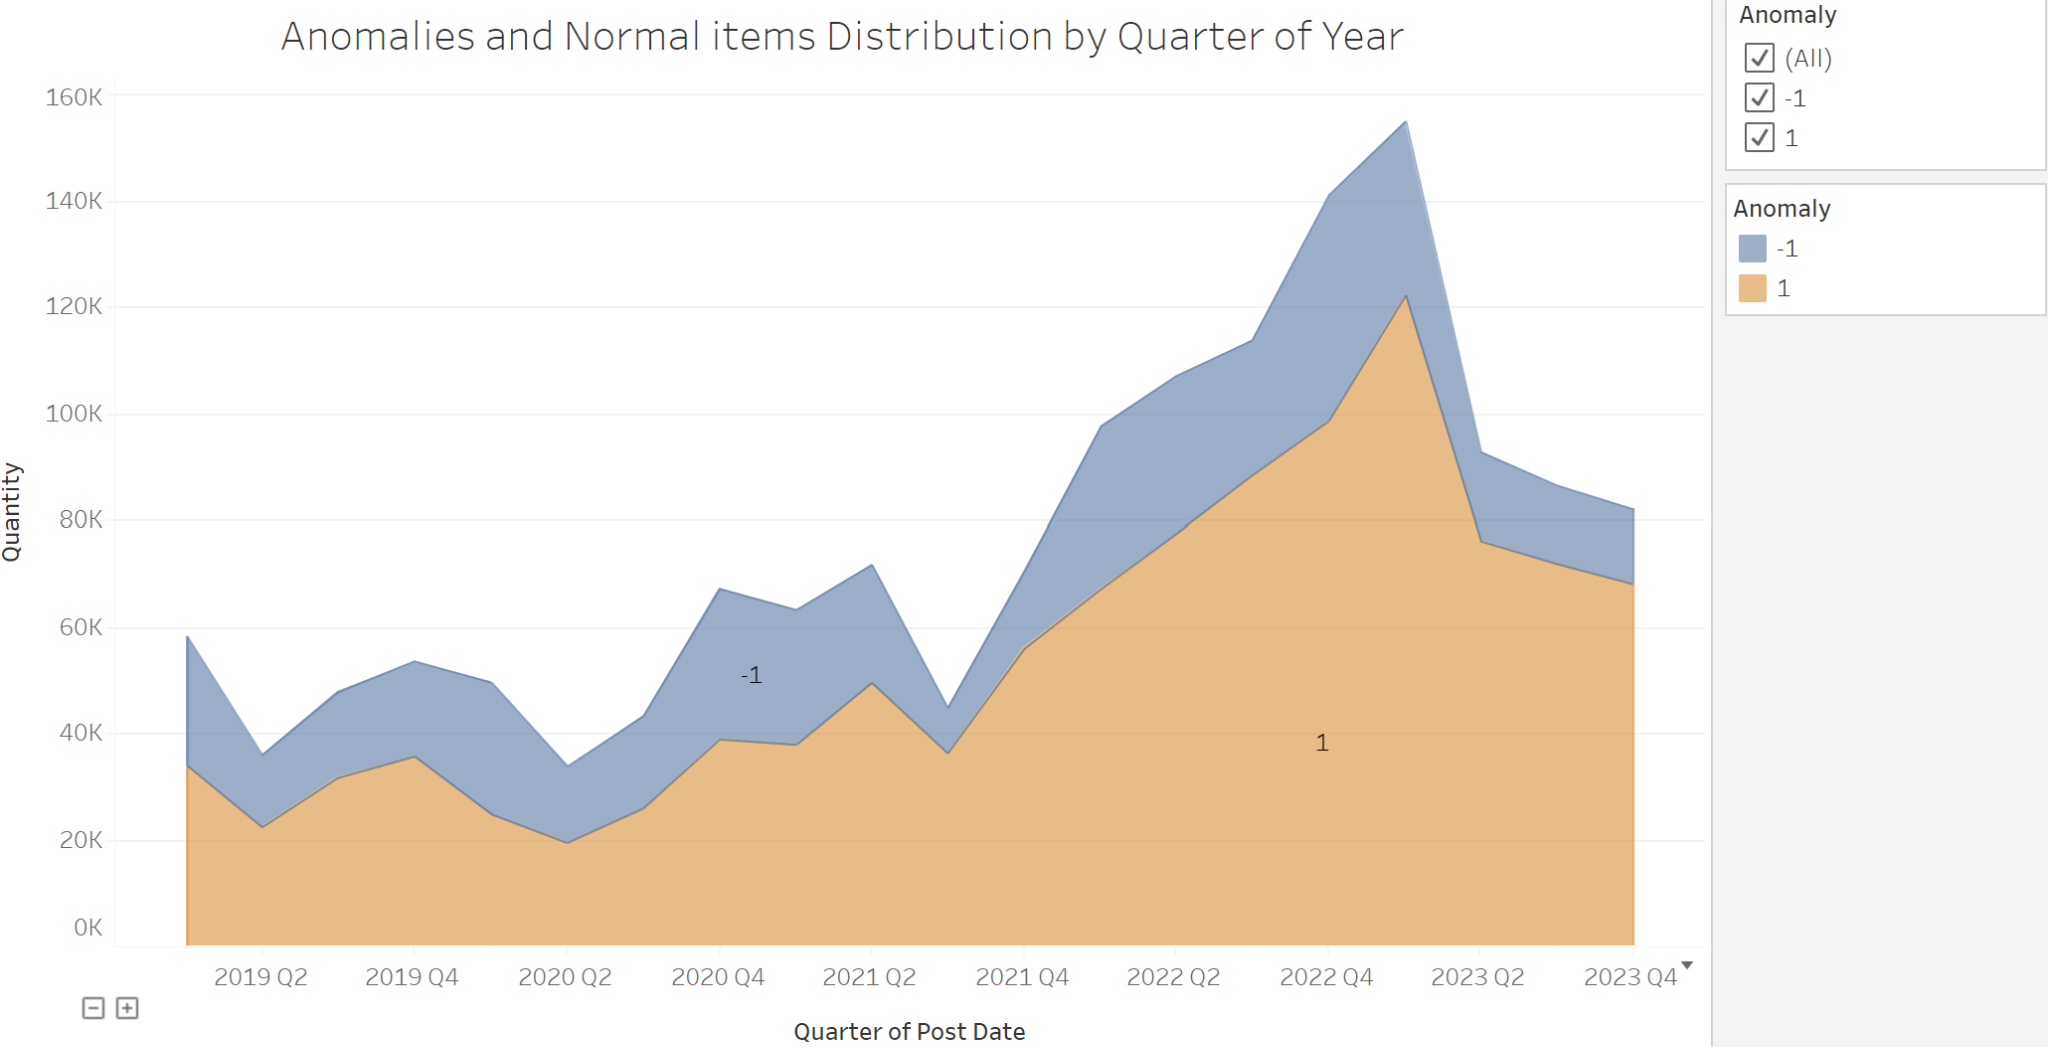 Anomalies and Normal items Distribution by Quarter of Year
160K
140K
120K
100K
80K
60K
40K
20K
0K
Quantity
-1
1
2019 Q2 2019 Q4 2020 Q2 2020 Q4 2021 Q2 2021 Q4 2022 Q2 2022 Q4 2023 Q2 2023 Q4
Quarter of Post Date
Anomaly
(All)
-1
1
Anomaly
-1
1